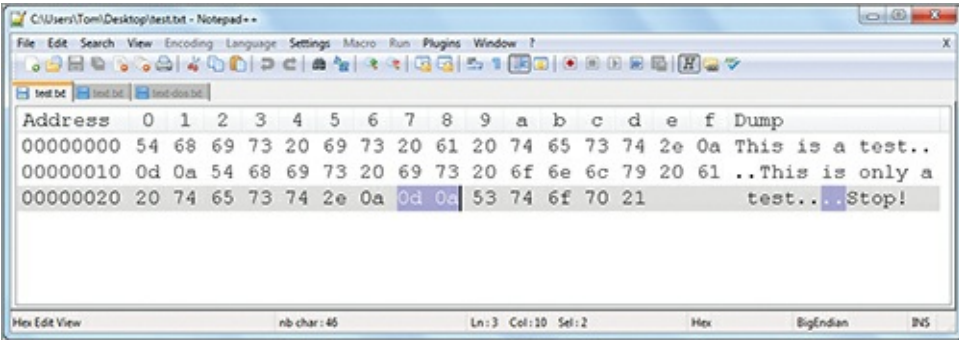 C:\Users\Tom\Desktop\test.txt - Notepad++
File Edit Search View Encoding Language Settings Macro Run Plugins Window ? X
test.txt test.txt test-dos.txt
Address 0 1 2 3 4 5 6 7 8 9 a b c d e f Dump
00000000 54 68 69 73 20 69 73 20 61 20 74 65 73 74 2e 0a This is a test..
00000010 0d 0a 54 68 69 73 20 69 73 20 6f 6e 6c 79 20 61 ..This is only a
00000020 20 74 65 73 74 2e 0a 0d 0a 53 74 6f 70 21 test....Stop!
Hex Edit View nb char : 46 Ln : 3 Col : 10 Sel : 2 Hex BigEndian INS